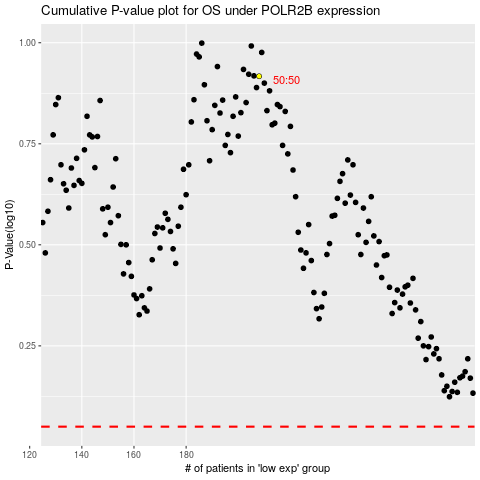 Cumulative P-value plot for OS under POLR2B expression
1.00
50:50
0.75
0.50
0.25
P-Value(log10)
120 140 160 180
# of patients in 'low exp' group